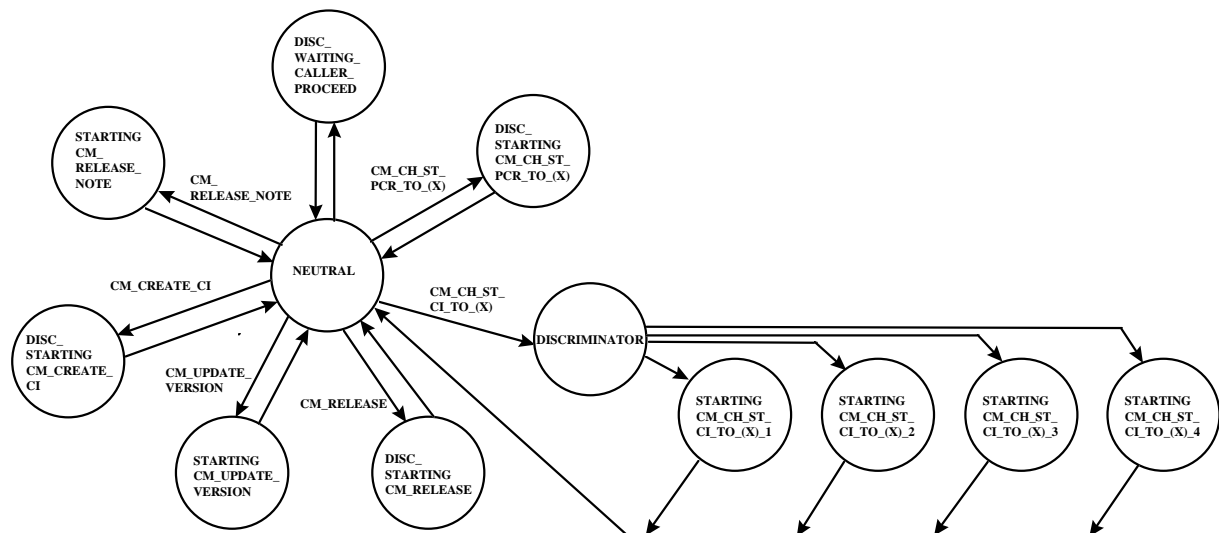 DISC_
WAITING_
CALLER_
PROCEED
STARTING
CM_
RELEASE_
NOTE
CM_
RELEASE_NOTE
CM_CH_ST_
PCR_TO_(X)
DISC_
STARTING
CM_CH_ST_
PCR_TO_(X)
NEUTRAL
CM_CREATE_CI
CM_CH_ST_
CI_TO_(X)
DISC_
STARTING
CM_CREATE_
CI
DISCRIMINATOR
CM_UPDATE_
VERSION
CM_RELEASE
STARTING
CM_UPDATE_
VERSION
DISC_
STARTING
CM_RELEASE
STARTING
CM_CH_ST_
CI_TO_(X)_1
STARTING
CM_CH_ST_
CI_TO_(X)_2
STARTING
CM_CH_ST_
CI_TO_(X)_3
STARTING
CM_CH_ST_
CI_TO_(X)_4